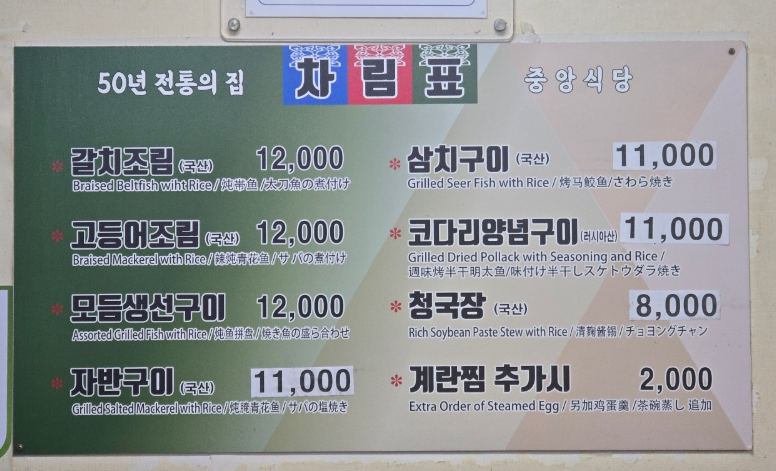 50년 전통의 집
차림표
중앙식당
* 갈치조림 (국산) 12,000
Braised Beltfish wiht Rice / 炖带鱼 /太刀魚の煮付け
* 고등어조림 (국산) 12,000
Braised Mackerel with Rice / 辣炖青花鱼 / サバの煮付け
* 모듬생선구이 12,000
Assorted Grilled Fish with Rice / 炖鱼拼盘 / 焼き魚の盛ら合わせ
* 자반구이 (국산) 11,000
Grilled Salted Mackerel with Rice / 炖腌青花鱼 / サバの塩焼き
* 삼치구이 (국산) 11,000
Grilled Seer Fish with Rice / 烤马鲛鱼/さわら焼き
* 코다리양념구이 (러시아산) 11,000
Grilled Dried Pollack with Seasoning and Rice /
调味烤半干明太鱼/味付け半干しスケトウダラ焼き
* 청국장 (국산) 8,000
Rich Soybean Paste Stew with Rice / 清麴醬鍚 / チョヨングチャン
* 계란찜 추가시 2,000
Extra Order of Steamed Egg / 另加鸡蛋羹 /茶碗蒸し 追加